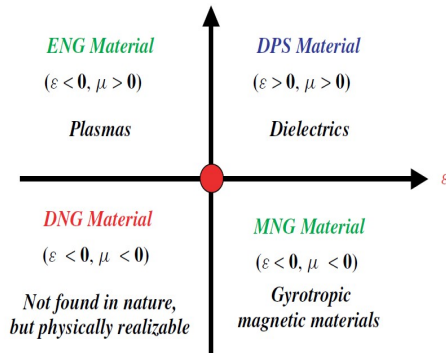 ENG Material
(ε < 0, μ > 0)
Plasmas
DPS Material
(ε > 0, μ > 0)
Dielectrics
ε
DNG Material
(ε < 0, μ < 0)
Not found in nature,
but physically realizable
MNG Material
(ε < 0, μ < 0)
Gyrotropic
magnetic materials